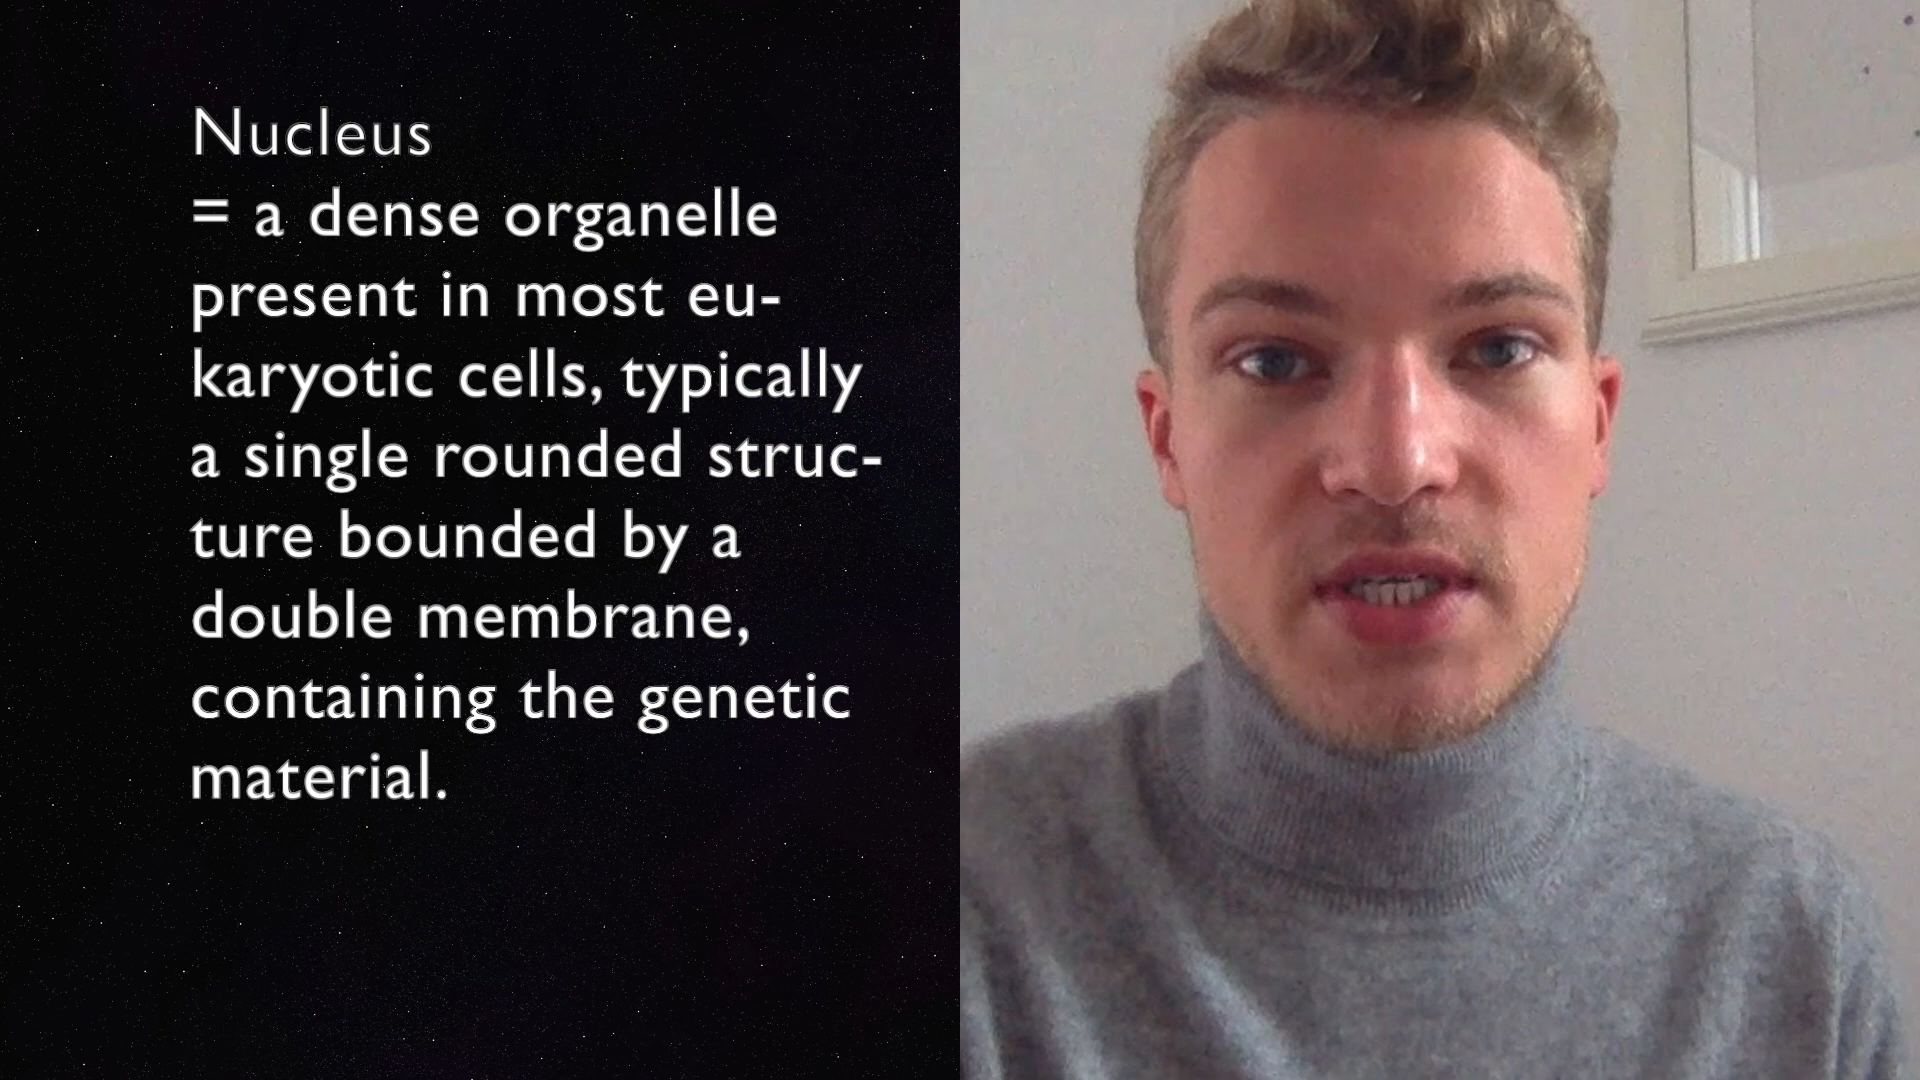 Nucleus
= a dense organelle
present in most eu-
karyotic cells, typically
a single rounded struc-
ture bounded by a
double membrane,
containing the genetic
material.